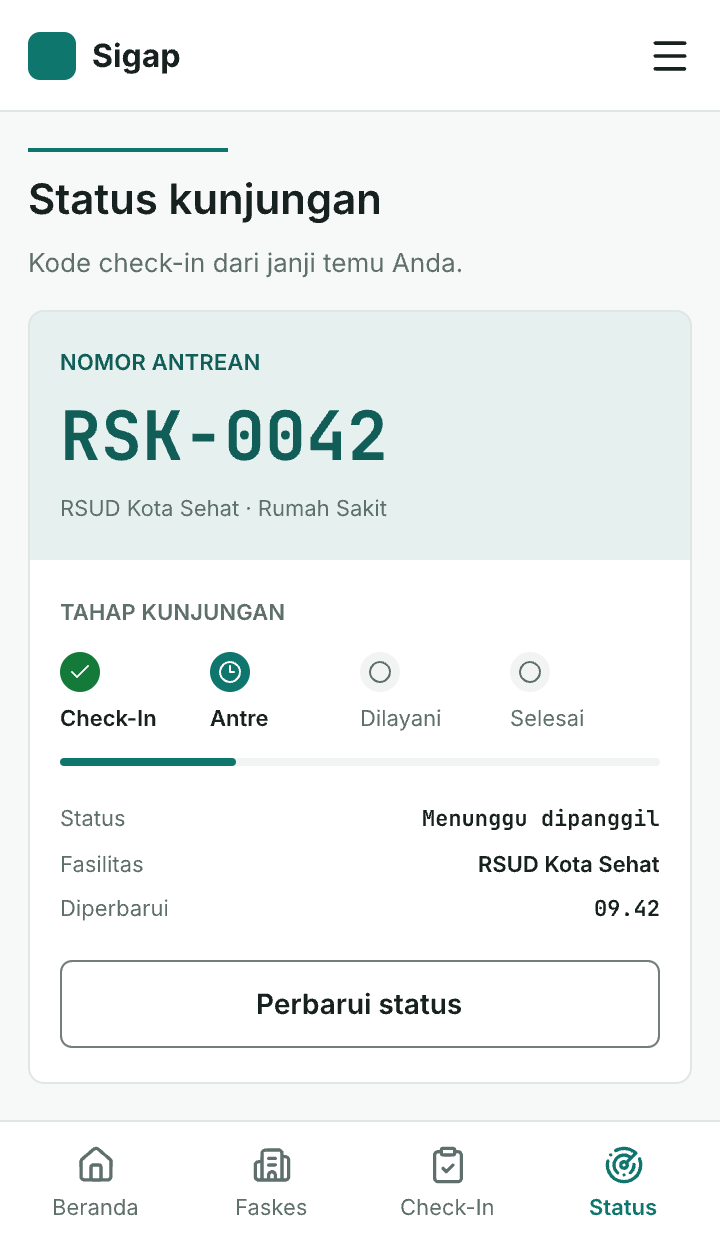 Sigap
Status kunjungan
Kode check-in dari janji temu Anda.
NOMOR ANTREAN
RSK-0042
RSUD Kota Sehat · Rumah Sakit
TAHAP KUNJUNGAN
Check-In Antre Dilayani Selesai
Status Menunggu dipanggil
Fasilitas RSUD Kota Sehat
Diperbarui 09.42
Perbarui status
Beranda Faskes Check-In Status